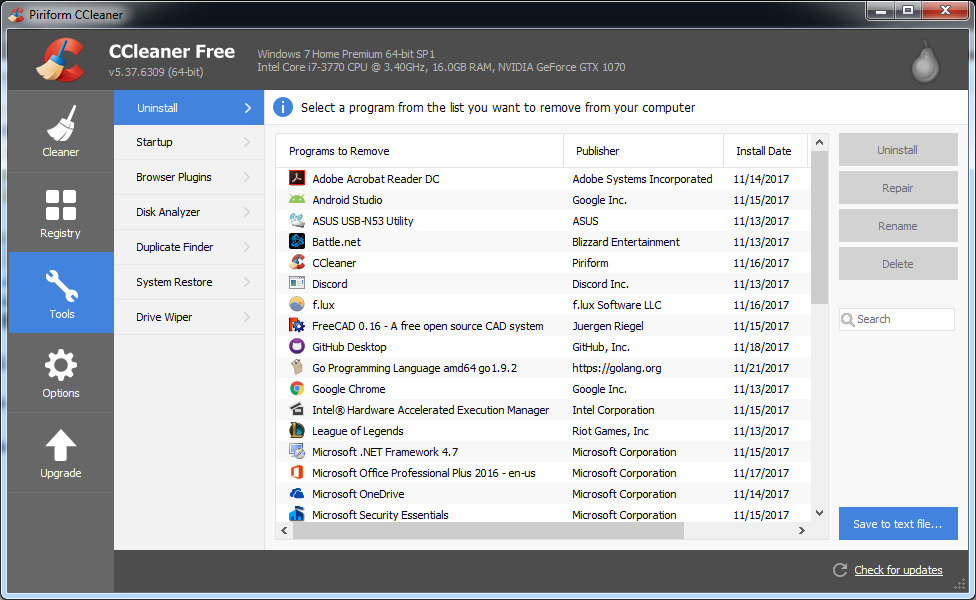 Piriform CCleaner
CCleaner Free
v5.37.6309 (64-bit)
Windows 7 Home Premium 64-bit SP1
Intel Core i7-3770 CPU @ 3.40GHz, 16.0GB RAM, NVIDIA GeForce GTX 1070
Cleaner
Registry
Tools
Options
Upgrade
Uninstall
Startup
Browser Plugins
Disk Analyzer
Duplicate Finder
System Restore
Drive Wiper
Select a program from the list you want to remove from your computer
Programs to Remove Publisher Install Date
Adobe Acrobat Reader DC Adobe Systems Incorporated 11/14/2017
Android Studio Google Inc. 11/15/2017
ASUS USB-N53 Utility ASUS 11/13/2017
Battle.net Blizzard Entertainment 11/13/2017
CCleaner Piriform 11/16/2017
Discord Discord Inc. 11/13/2017
f.lux f.lux Software LLC 11/16/2017
FreeCAD 0.16 - A free open source CAD system Juergen Riegel 11/15/2017
GitHub Desktop GitHub, Inc. 11/18/2017
Go Programming Language amd64 go1.9.2 https://golang.org 11/21/2017
Google Chrome Google Inc. 11/13/2017
Intel® Hardware Accelerated Execution Manager Intel Corporation 11/15/2017
League of Legends Riot Games, Inc 11/13/2017
Microsoft .NET Framework 4.7 Microsoft Corporation 11/15/2017
Microsoft Office Professional Plus 2016 - en-us Microsoft Corporation 11/17/2017
Microsoft OneDrive Microsoft Corporation 11/14/2017
Microsoft Security Essentials Microsoft Corporation 11/15/2017
Uninstall
Repair
Rename
Delete
Search
Save to text file...
Check for updates